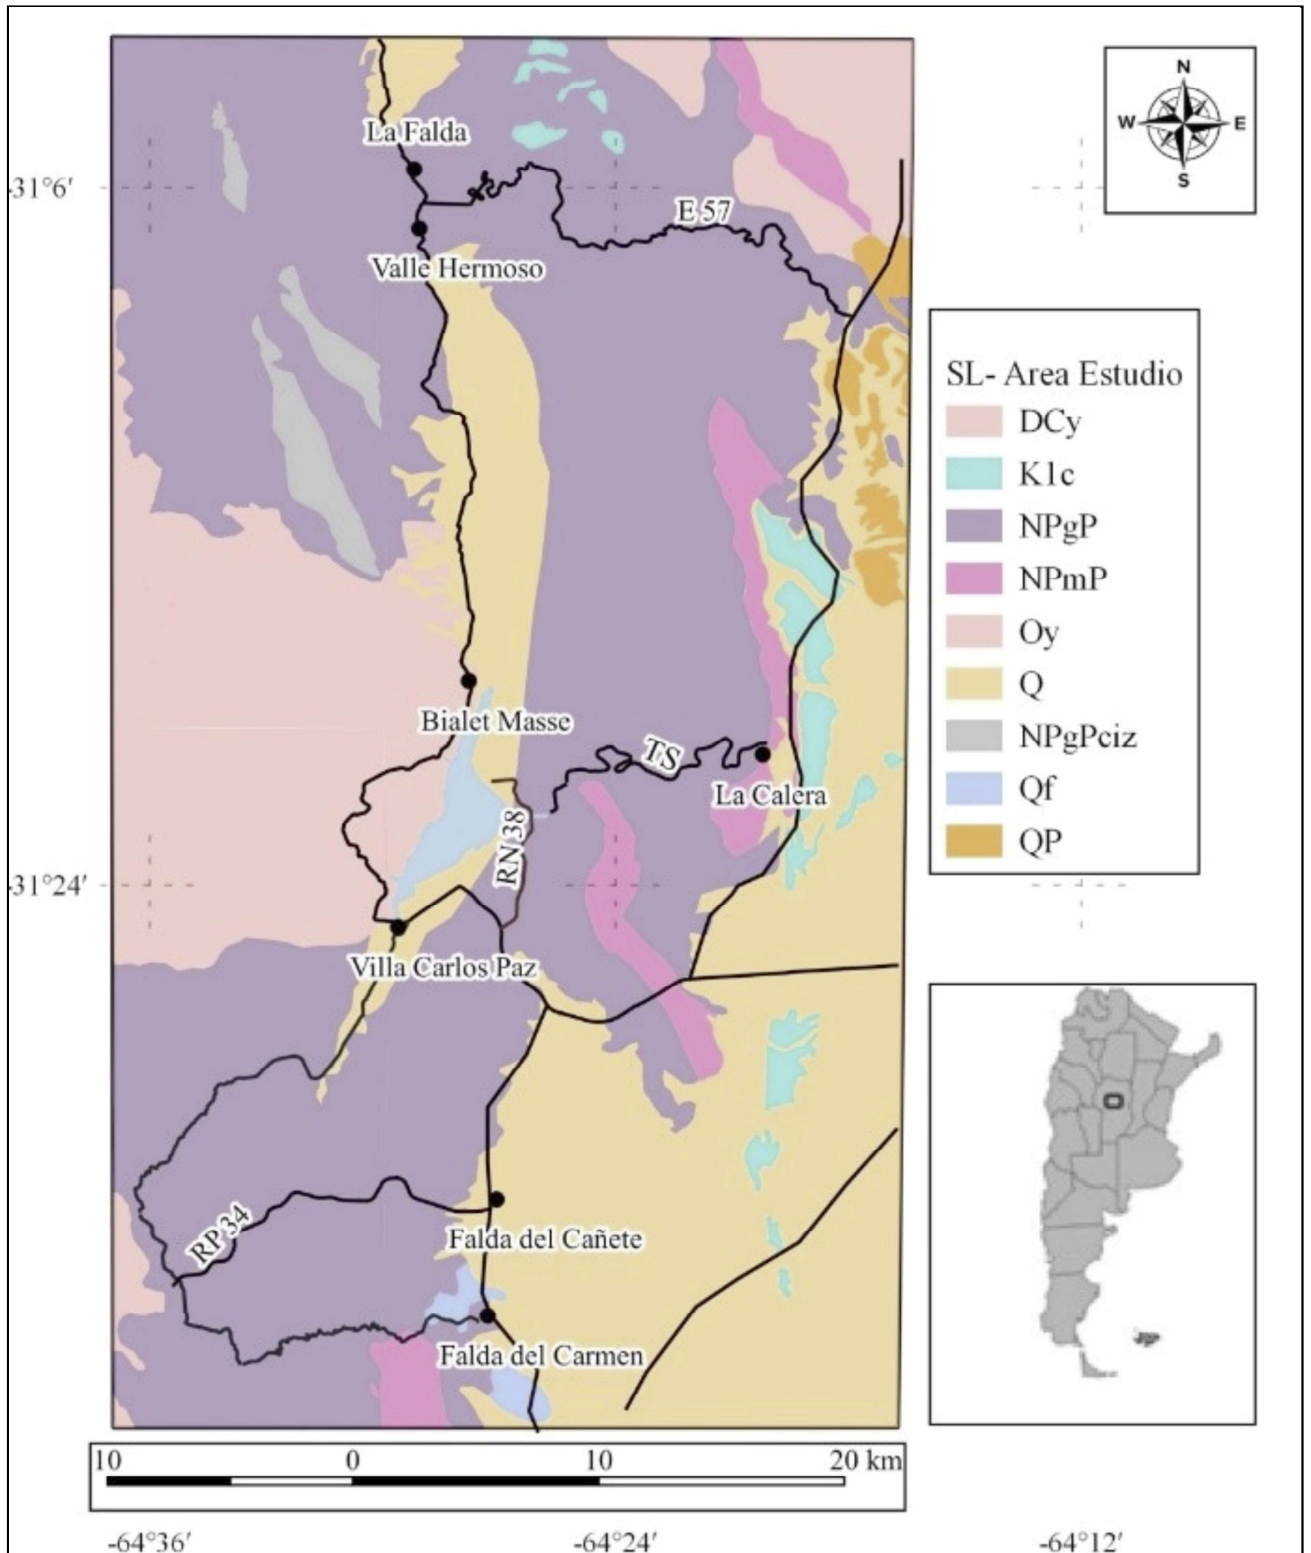 N
W
E
S
La Falda
31°6′
E 57
Valle Hermoso
SL- Area Estudio
DCy
K1c
NPgP
NPmP
Oy
Q
NPgPciz
Qf
QP
Bialet Masse
TS
La Calera
RN 38
31°24′
Villa Carlos Paz
RP 34
Falda del Cañete
Falda del Carmen
10 0 10 20 km
-64°36′ -64°24′ -64°12′